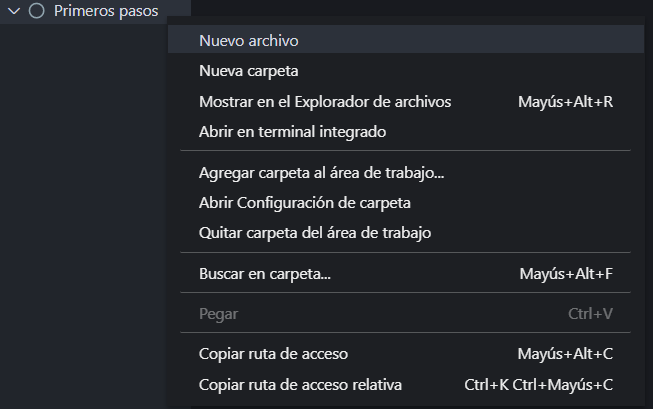 Primeros pasos
Nuevo archivo
Nueva carpeta
Mostrar en el Explorador de archivos Mayús+Alt+R
Abrir en terminal integrado
Agregar carpeta al área de trabajo...
Abrir Configuración de carpeta
Quitar carpeta del área de trabajo
Buscar en carpeta... Mayús+Alt+F
Pegar Ctrl+V
Copiar ruta de acceso Mayús+Alt+C
Copiar ruta de acceso relativa Ctrl+K Ctrl+Mayús+C